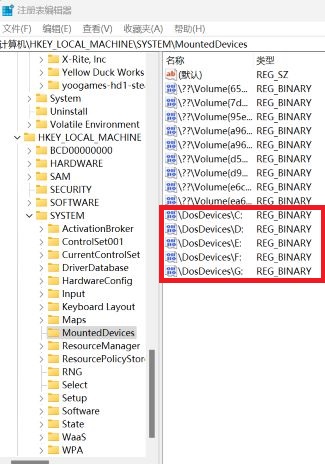 注册表编辑器
文件(F) 编辑(E) 查看(V) 收藏夹(A) 帮助(H)
计算机\HKEY_LOCAL_MACHINE\SYSTEM\MountedDevices
X-Rite, Inc
Yellow Duck Works
yoogames-hd1-ste
System
Uninstall
Volatile Environment
HKEY_LOCAL_MACHINE
BCD00000000
HARDWARE
SAM
SECURITY
SOFTWARE
SYSTEM
ActivationBroker
ControlSet001
CurrentControlSet
DriverDatabase
HardwareConfig
Input
Keyboard Layout
Maps
MountedDevices
ResourceManager
ResourcePolicyStor
RNG
Select
Setup
Software
State
WaaS
WPA
名称 类型
(默认) REG_SZ
\??\Volume{65... REG_BINARY
\??\Volume{7d... REG_BINARY
\??\Volume{95e... REG_BINARY
\??\Volume{a96... REG_BINARY
\??\Volume{a96... REG_BINARY
\??\Volume{d5... REG_BINARY
\??\Volume{d9... REG_BINARY
\??\Volume{e6c... REG_BINARY
\??\Volume{ea6... REG_BINARY
\DosDevices\C: REG_BINARY
\DosDevices\D: REG_BINARY
\DosDevices\E: REG_BINARY
\DosDevices\F: REG_BINARY
\DosDevices\G: REG_BINARY